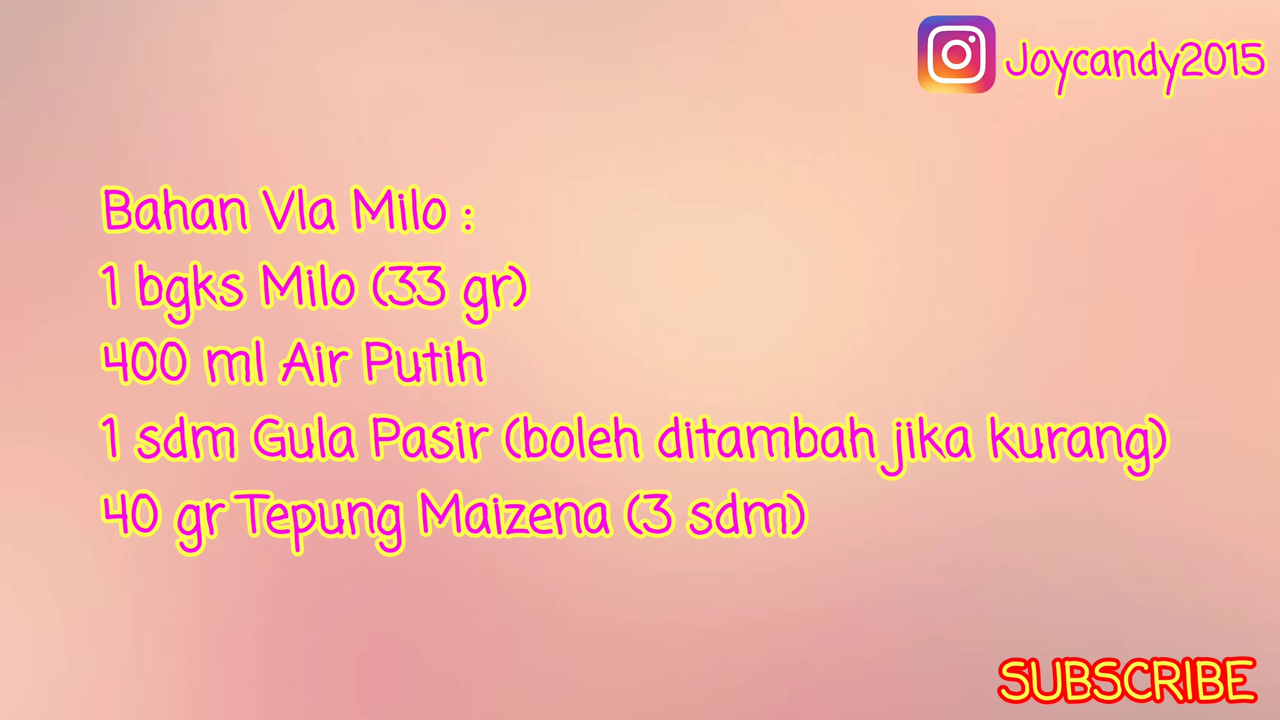 Joycandy2015
Bahan Vla Milo :
1 bgks Milo (33 gr)
400 ml Air Putih
1 sdm Gula Pasir (boleh ditambah jika kurang)
40 gr Tepung Maizena (3 sdm)
SUBSCRIBE